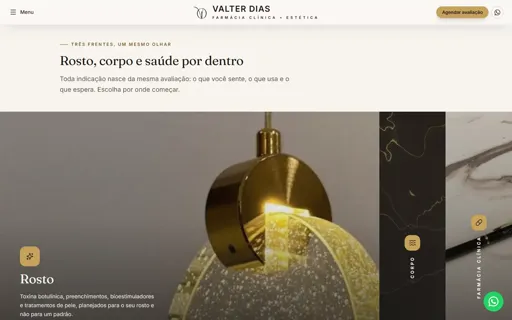 Menu
VALTER DIAS
FARMÁCIA CLÍNICA • ESTÉTICA
Agendar avaliação
TRÊS FRENTES, UM MESMO OLHAR
Rosto, corpo e saúde por dentro
Toda indicação nasce da mesma avaliação: o que você sente, o que usa e o
que espera. Escolha por onde começar.
Rosto
Toxina botulínica, preenchimentos, bioestimuladores
e tratamentos de pele, planejados para o seu rosto e
não para um padrão.
CORPO
FARMÁCIA CLÍNICA